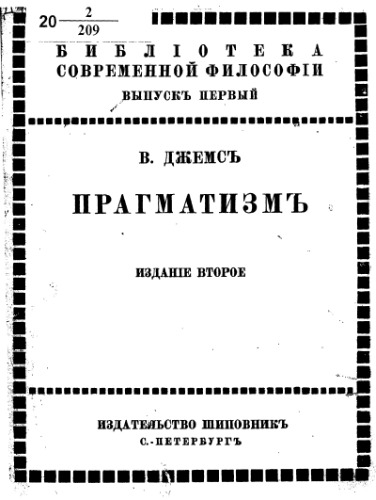 20 2
209
БИБЛІОТЕКА
СОВРЕМЕННОЙ ФИЛОСОФІИ
ВЫПУСКЪ ПЕРВЫЙ
В. ДЖЕМСЪ
ПРАГМАТИЗМЪ
ИЗДАНІЕ ВТОРОЕ
ИЗДАТЕЛЬСТВО ШИПОВНИКЪ
С.-ПЕТЕРБУРГЪ